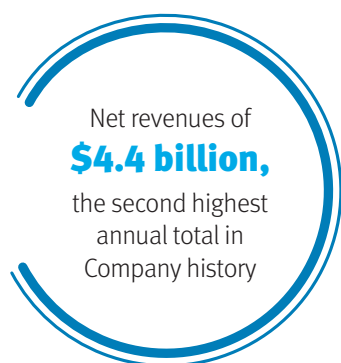 Net revenues of
$4.4 billion,
the second highest
annual total in
Company history